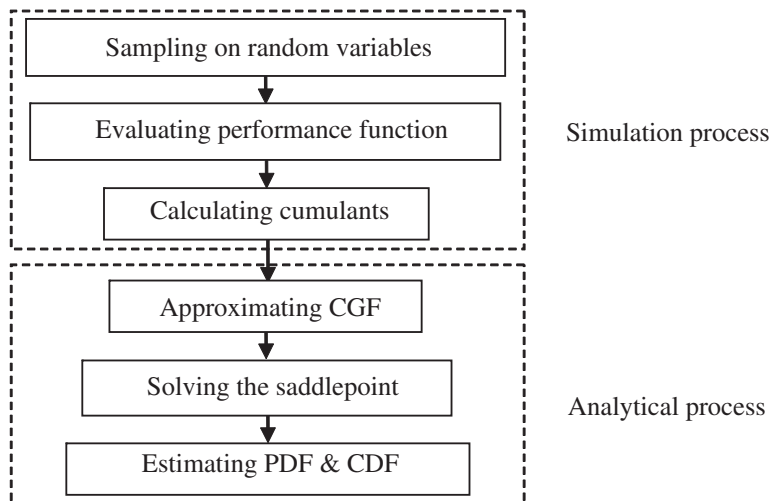 Sampling on random variables
Evaluating performance function
Simulation process
Calculating cumulants
Approximating CGF
Solving the saddlepoint
Analytical process
Estimating PDF & CDF